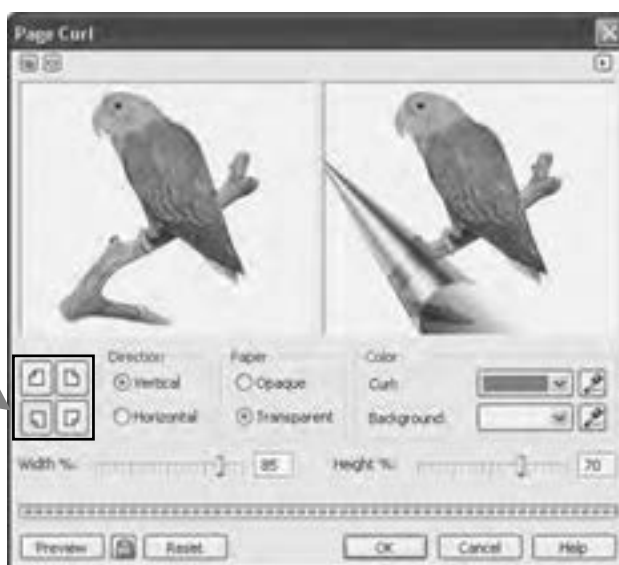 Page Curl
Direction Paper Color
Vertical Opaque Curl:
Horizontal Transparent Background:
Width %: 85 Height %: 70
Preview Reset OK Cancel Help